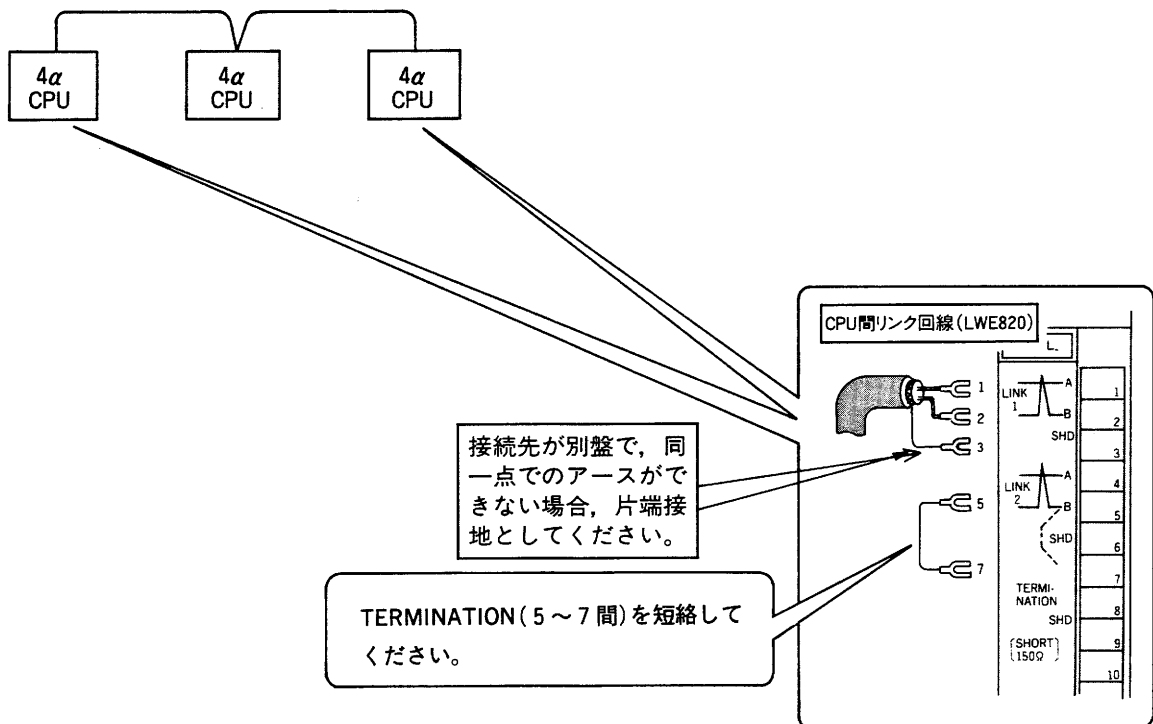 4α
CPU
4α
CPU
4α
CPU
CPU間リンク回線(LWE820)
L.
接続先が別盤で,同
一点でのアースがで
きない場合,片端接
地としてください。
TERMINATION(5～7間)を短絡して
ください。
1
2
3
5
7
LINK
1
A
B
SHD
LINK
2
A
B
SHD
TERMI-
NATION
SHD
[SHORT
150Ω]
1
2
3
4
5
6
7
8
9
10